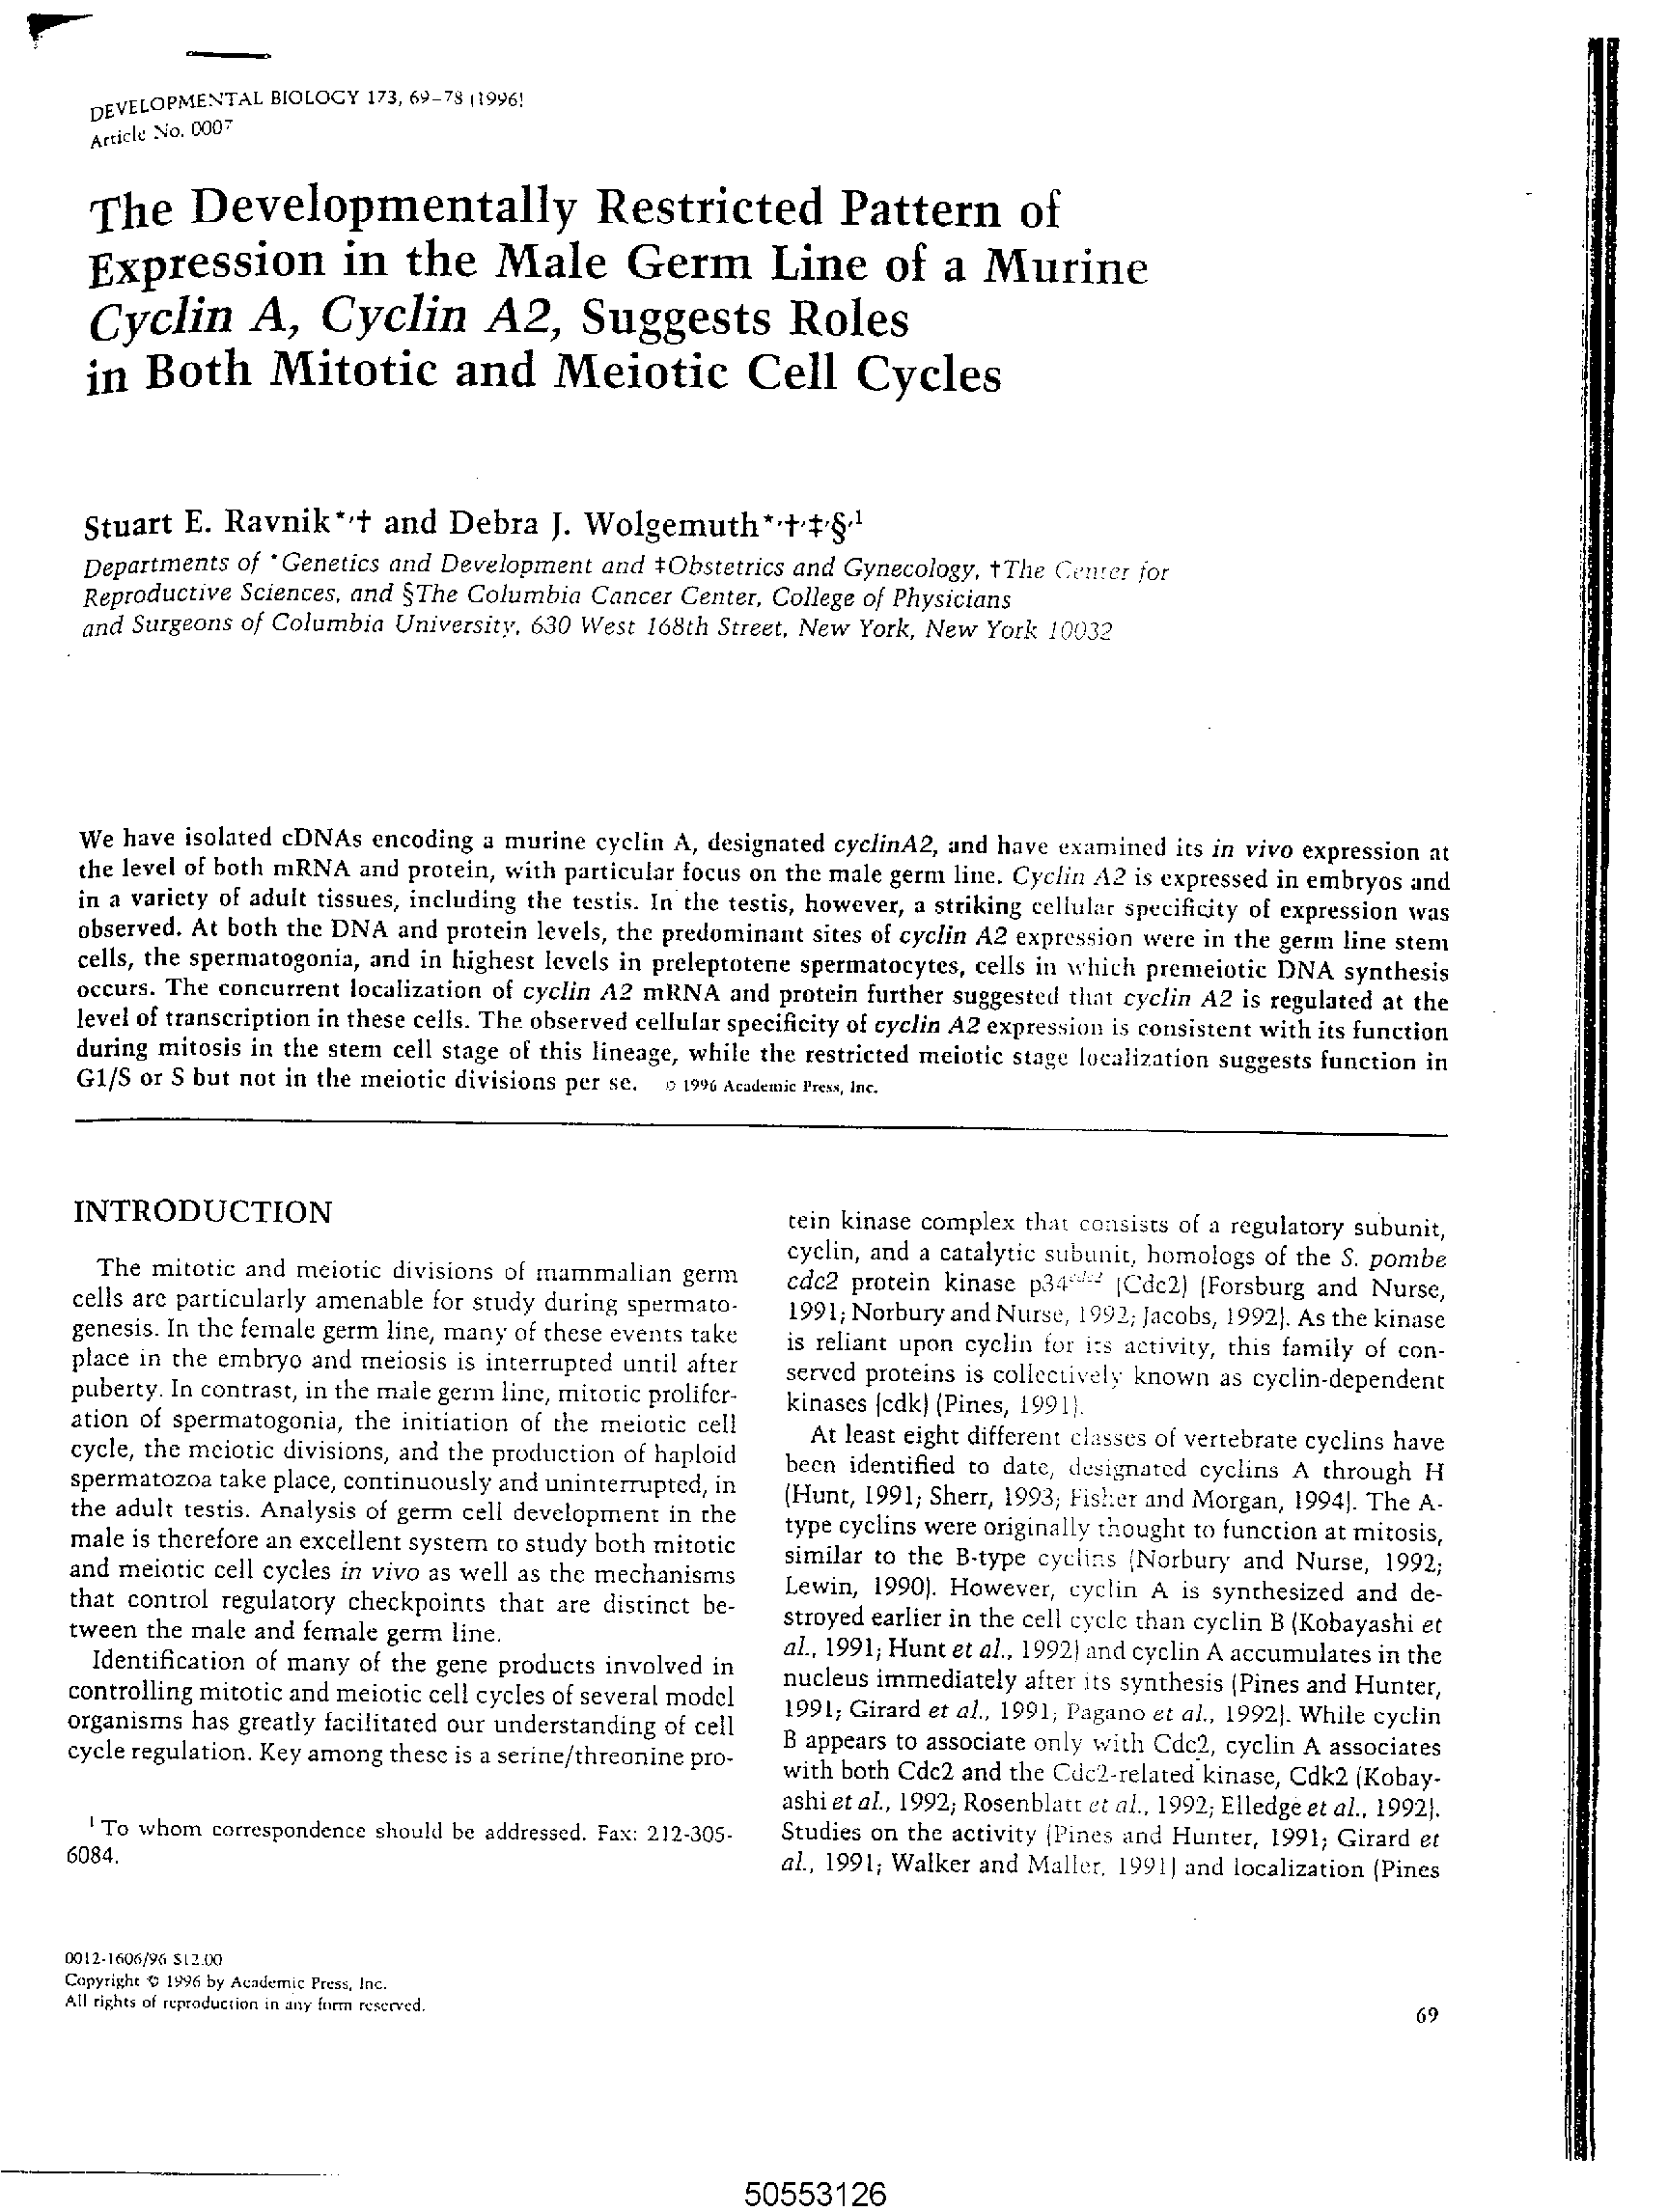 DEVELOPMENTAL BIOLOGY 173, 69–78 (1996)
Article No. 0007
The Developmentally Restricted Pattern of
Expression in the Male Germ Line of a Murine
Cyclin A, Cyclin A2, Suggests Roles
in Both Mitotic and Meiotic Cell Cycles
Stuart E. Ravnik*,† and Debra J. Wolgemuth*,†,‡,§,1
Departments of *Genetics and Development and ‡Obstetrics and Gynecology, †The Center for
Reproductive Sciences, and §The Columbia Cancer Center, College of Physicians
and Surgeons of Columbia University, 630 West 168th Street, New York, New York 10032
We have isolated cDNAs encoding a murine cyclin A, designated cyclinA2, and have examined its in vivo expression at
the level of both mRNA and protein, with particular focus on the male germ line. Cyclin A2 is expressed in embryos and
in a variety of adult tissues, including the testis. In the testis, however, a striking cellular specificity of expression was
observed. At both the DNA and protein levels, the predominant sites of cyclin A2 expression were in the germ line stem
cells, the spermatogonia, and in highest levels in preleptotene spermatocytes, cells in which premeiotic DNA synthesis
occurs. The concurrent localization of cyclin A2 mRNA and protein further suggested that cyclin A2 is regulated at the
level of transcription in these cells. The observed cellular specificity of cyclin A2 expression is consistent with its function
during mitosis in the stem cell stage of this lineage, while the restricted meiotic stage localization suggests function in
G1/S or S but not in the meiotic divisions per se. © 1996 Academic Press, Inc.
INTRODUCTION
The mitotic and meiotic divisions of mammalian germ
cells are particularly amenable for study during spermato-
genesis. In the female germ line, many of these events take
place in the embryo and meiosis is interrupted until after
puberty. In contrast, in the male germ line, mitotic prolifer-
ation of spermatogonia, the initiation of the meiotic cell
cycle, the meiotic divisions, and the production of haploid
spermatozoa take place, continuously and uninterrupted, in
the adult testis. Analysis of germ cell development in the
male is therefore an excellent system to study both mitotic
and meiotic cell cycles in vivo as well as the mechanisms
that control regulatory checkpoints that are distinct be-
tween the male and female germ line.
Identification of many of the gene products involved in
controlling mitotic and meiotic cell cycles of several model
organisms has greatly facilitated our understanding of cell
cycle regulation. Key among these is a serine/threonine pro-
1 To whom correspondence should be addressed. Fax: 212-305-
6084.
tein kinase complex that consists of a regulatory subunit,
cyclin, and a catalytic subunit, homologs of the S. pombe
cdc2 protein kinase p34cdc2 (Cdc2) (Forsburg and Nurse,
1991; Norbury and Nurse, 1992; Jacobs, 1992). As the kinase
is reliant upon cyclin for its activity, this family of con-
served proteins is collectively known as cyclin-dependent
kinases (cdk) (Pines, 1991).
At least eight different classes of vertebrate cyclins have
been identified to date, designated cyclins A through H
(Hunt, 1991; Sherr, 1993; Fisher and Morgan, 1994). The A-
type cyclins were originally thought to function at mitosis,
similar to the B-type cyclins (Norbury and Nurse, 1992;
Lewin, 1990). However, cyclin A is synthesized and de-
stroyed earlier in the cell cycle than cyclin B (Kobayashi et
al., 1991; Hunt et al., 1992) and cyclin A accumulates in the
nucleus immediately after its synthesis (Pines and Hunter,
1991; Girard et al., 1991; Pagano et al., 1992). While cyclin
B appears to associate only with Cdc2, cyclin A associates
with both Cdc2 and the Cdc2-related kinase, Cdk2 (Kobay-
ashi et al., 1992; Rosenblatt et al., 1992; Elledge et al., 1992).
Studies on the activity (Pines and Hunter, 1991; Girard et
al., 1991; Walker and Maller, 1991) and localization (Pines
0012-1606/96 $12.00
Copyright © 1996 by Academic Press, Inc.
All rights of reproduction in any form reserved.
69
50553126